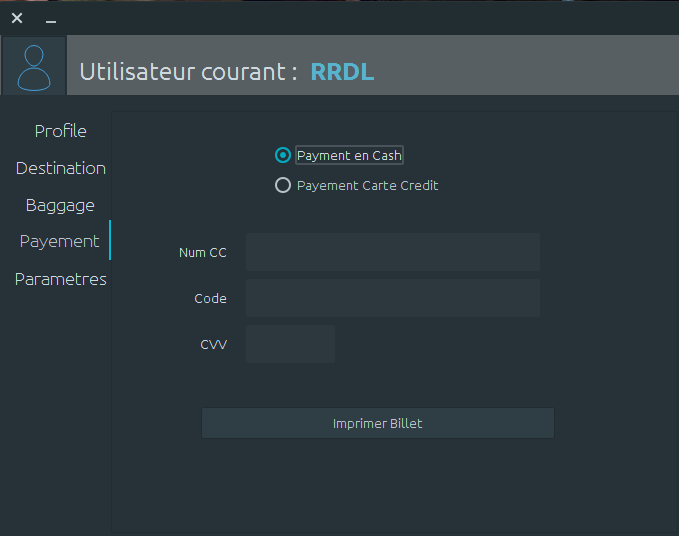 Utilisateur courant : RRDL
Profile
Destination
Baggage
Payement
Parametres
Payment en Cash
Payement Carte Credit
Num CC
Code
CVV
Imprimer Billet